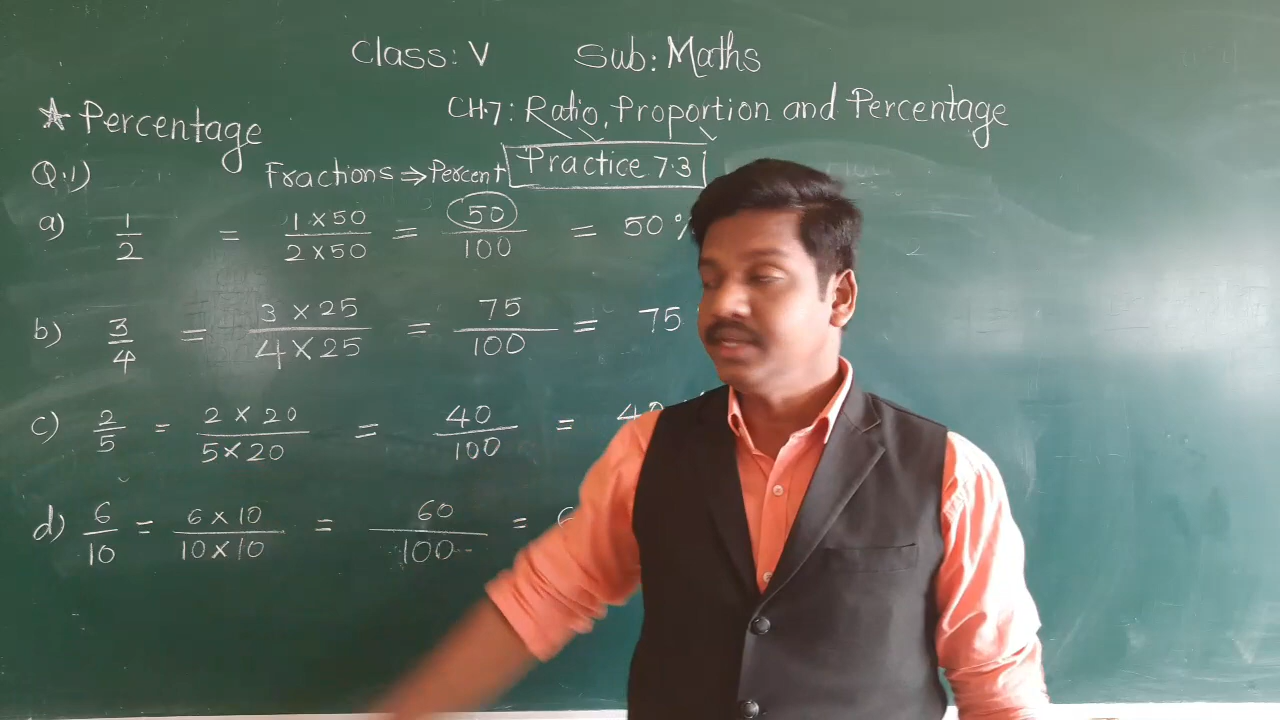 Class: V Sub: Maths
CH.7: Ratio, Proportion and Percentage
★ Percentage
Practice 7.3
Q.1) Fractions ⇒ Percent
a) 1/2 = 1 x 50 / 2 x 50 = 50/100 = 50 %
b) 3/4 = 3 x 25 / 4 x 25 = 75/100 = 75
c) 2/5 = 2 x 20 / 5 x 20 = 40/100 = 40
d) 6/10 = 6 x 10 / 10 x 10 = 60/100 = 6